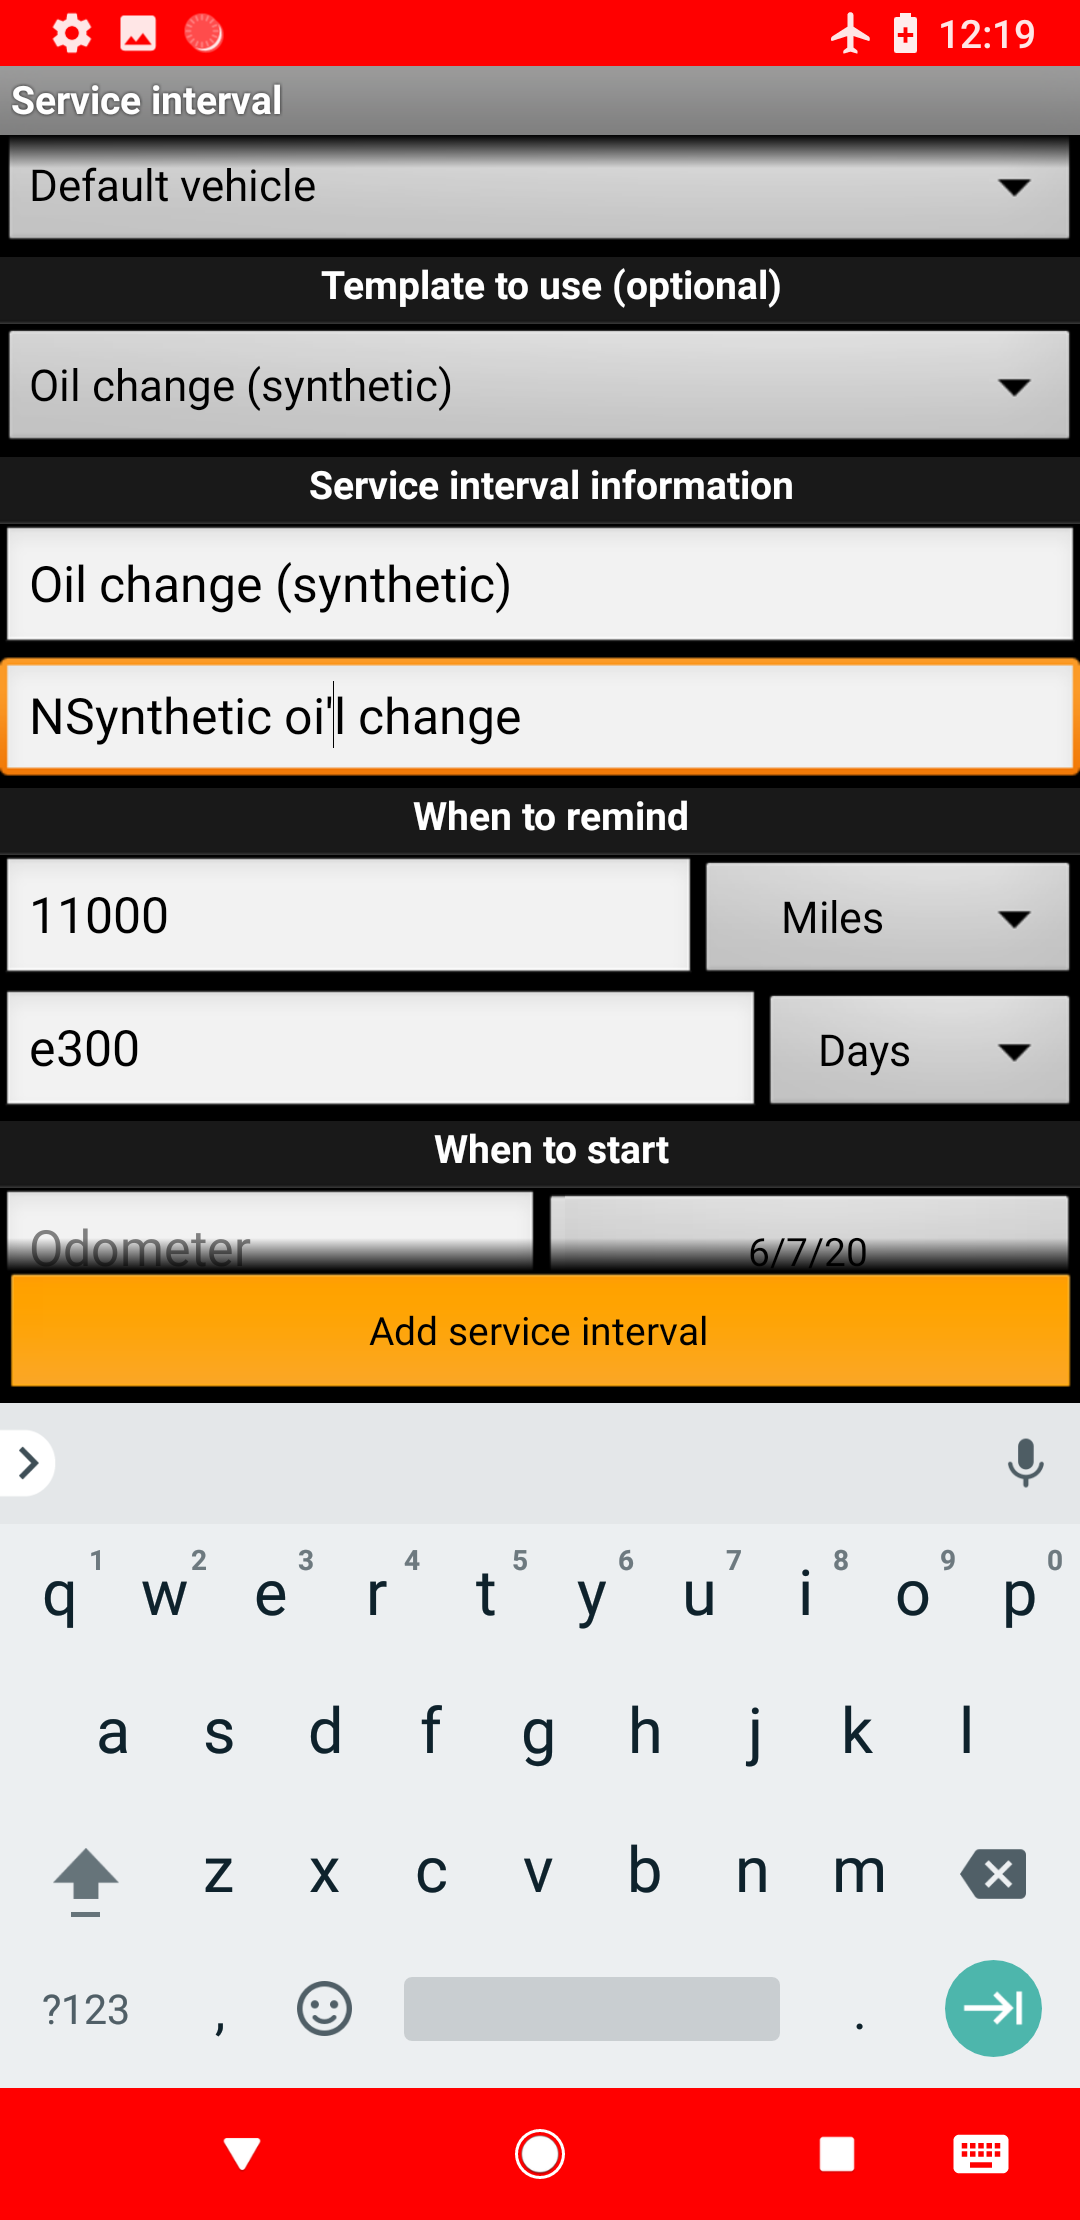 12:19
Service interval
Default vehicle
Template to use (optional)
Oil change (synthetic)
Service interval information
Oil change (synthetic)
NSynthetic oi'l change
When to remind
11000 Miles
e300 Days
When to start
Odometer 6/7/20
Add service interval
1 2 3 4 5 6 7 8 9 0
q w e r t y u i o p
a s d f g h j k l
z x c v b n m
?123 , .